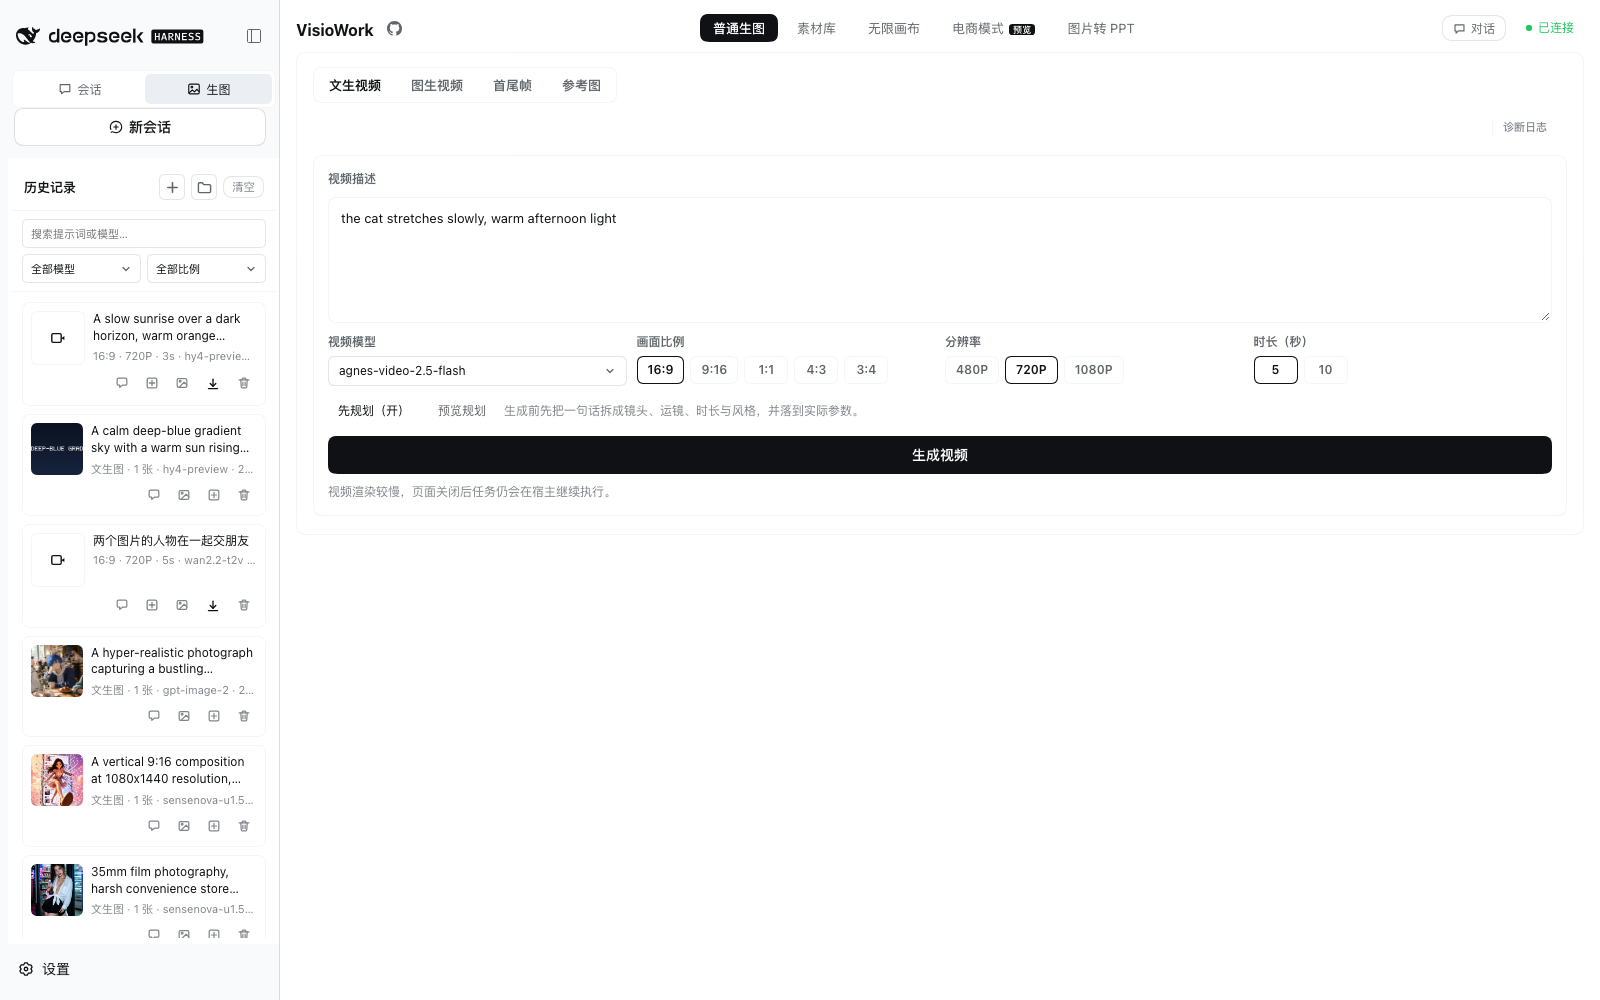 deepseek HARNESS
会话
生图
新会话
历史记录
清空
搜索提示词或模型...
全部模型
全部比例
A slow sunrise over a dark
horizon, warm orange...
16:9 · 720P · 3s · hy4-previe...
DEEP-BLUE GRAD
A calm deep-blue gradient
sky with a warm sun rising...
文生图 · 1 张 · hy4-preview · 2...
两个图片的人物在一起交朋友
16:9 · 720P · 5s · wan2.2-t2v ...
A hyper-realistic photograph
capturing a bustling...
文生图 · 1 张 · gpt-image-2 · 2...
A vertical 9:16 composition
at 1080x1440 resolution,...
文生图 · 1 张 · sensenova-u1.5...
35mm film photography,
harsh convenience store...
文生图 · 1 张 · sensenova-u1.5...
设置
VisioWork
普通生图
素材库
无限画布
电商模式 预览
图片转 PPT
对话
已连接
文生视频
图生视频
首尾帧
参考图
诊断日志
视频描述
the cat stretches slowly, warm afternoon light
视频模型
agnes-video-2.5-flash
画面比例
16:9
9:16
1:1
4:3
3:4
分辨率
480P
720P
1080P
时长（秒）
5
10
先规划（开）
预览规划
生成前先把一句话拆成镜头、运镜、时长与风格，并落到实际参数。
生成视频
视频渲染较慢，页面关闭后任务仍会在宿主继续执行。